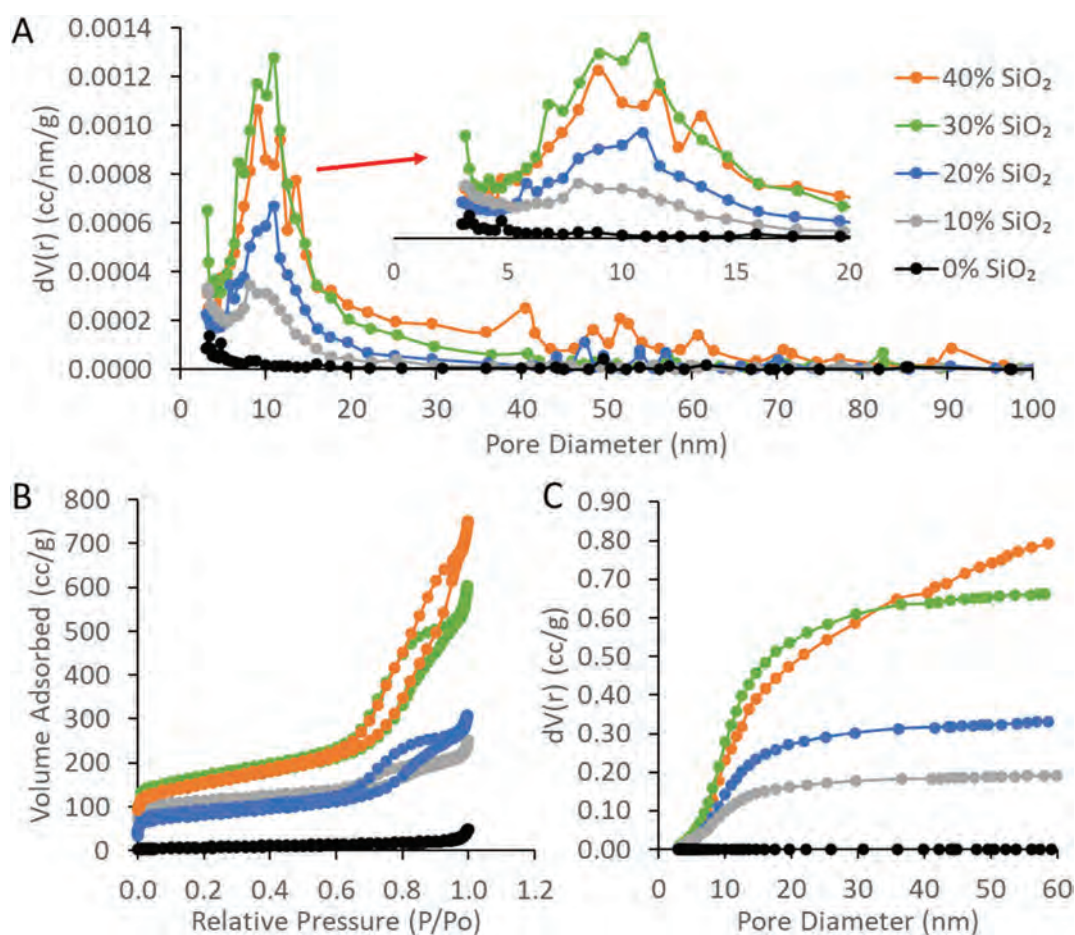 A
dV(r) (cc/nm/g)
0.0014
0.0012
0.0010
0.0008
0.0006
0.0004
0.0002
0.0000
0 10 20 30 40 50 60 70 80 90 100
Pore Diameter (nm)
0 5 10 15 20
40% SiO₂
30% SiO₂
20% SiO₂
10% SiO₂
0% SiO₂
B
Volume Adsorbed (cc/g)
800
700
600
500
400
300
200
100
0
0.0 0.2 0.4 0.6 0.8 1.0 1.2
Relative Pressure (P/Po)
C
dV(r) (cc/g)
0.90
0.80
0.70
0.60
0.50
0.40
0.30
0.20
0.10
0.00
0 10 20 30 40 50 60
Pore Diameter (nm)